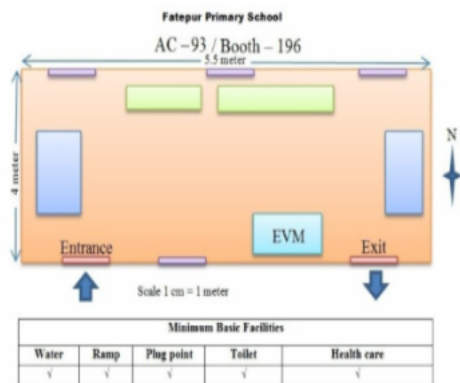 Fatepur Primary School
AC – 93 / Booth – 196
5.5 meter
4 meter
N
EVM
Entrance
Exit
Scale 1 cm = 1 meter
Minimum Basic Facilities
Water Ramp Plug point Toilet Health care
√ √ √ √ √